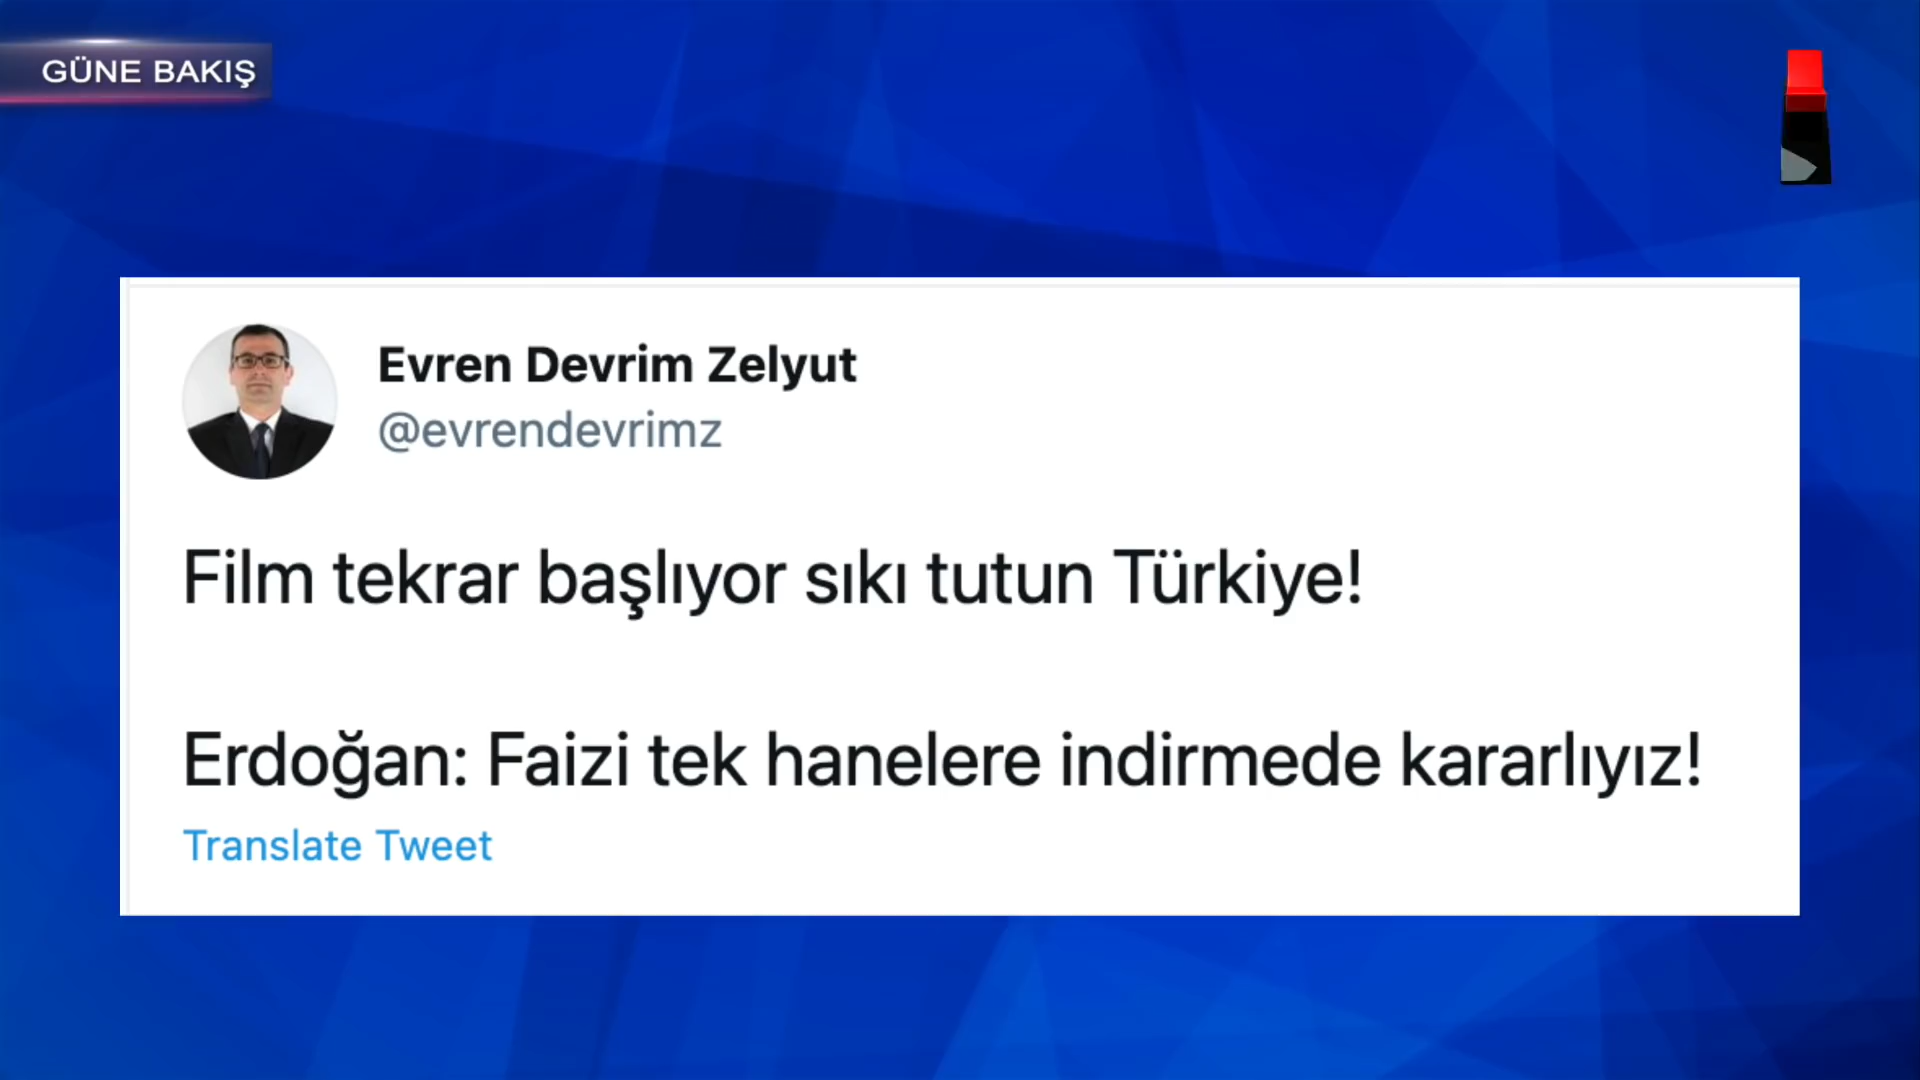 GÜNE BAKIŞ
Evren Devrim Zelyut
@evrendevrimz
Film tekrar başlıyor sıkı tutun Türkiye!
Erdoğan: Faizi tek hanelere indirmede kararlıyız!
Translate Tweet